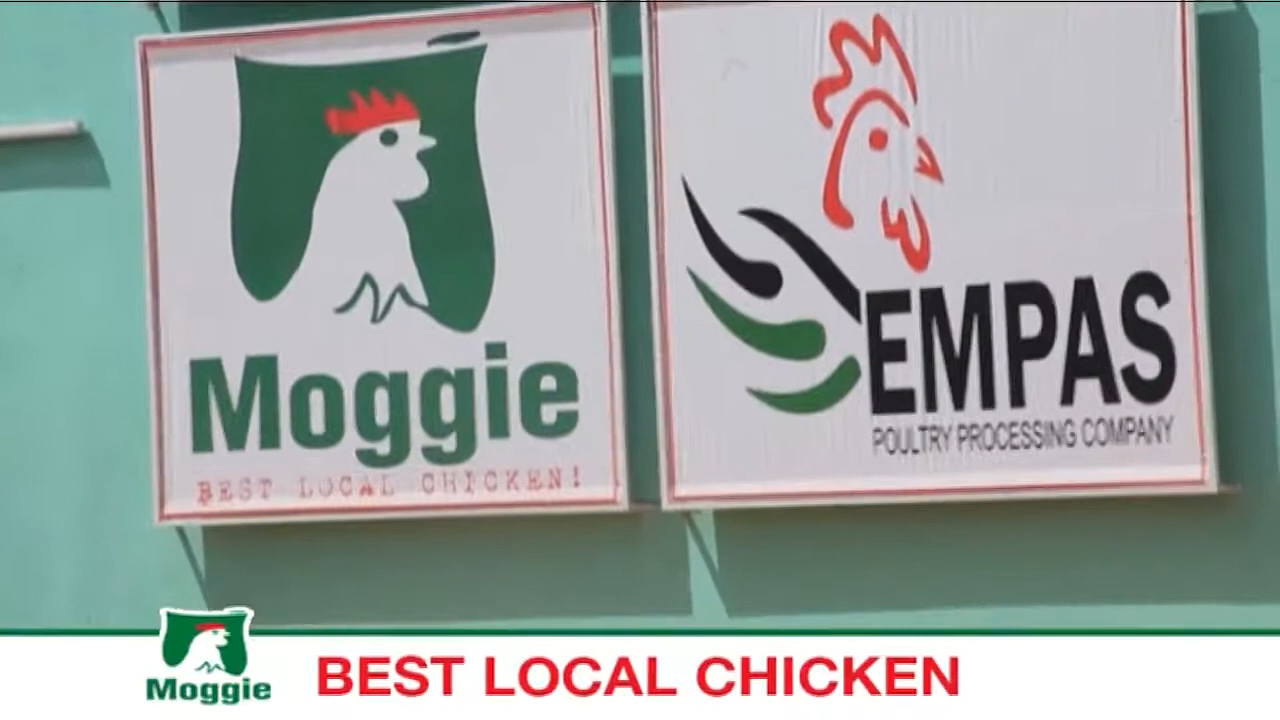 Moggie
BEST LOCAL CHICKEN!
EMPAS
POULTRY PROCESSING COMPANY
Moggie
BEST LOCAL CHICKEN